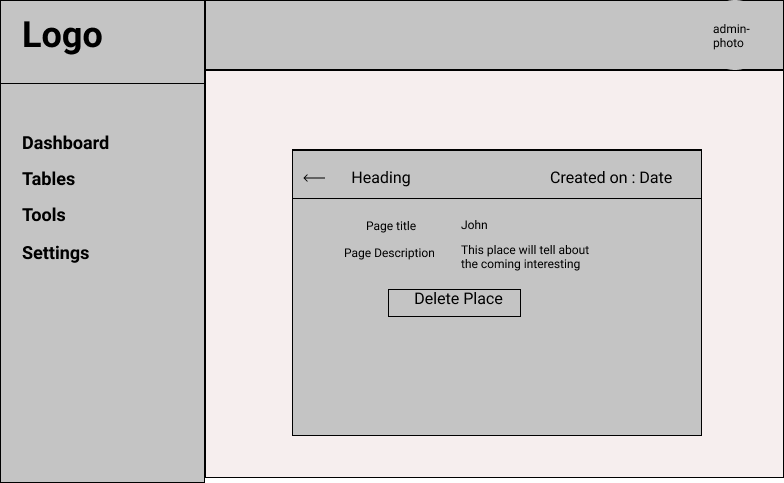 Logo
admin-
photo
Dashboard
Tables
Tools
Settings
Heading
Created on : Date
Page title
John
Page Description
This place will tell about
the coming interesting
Delete Place